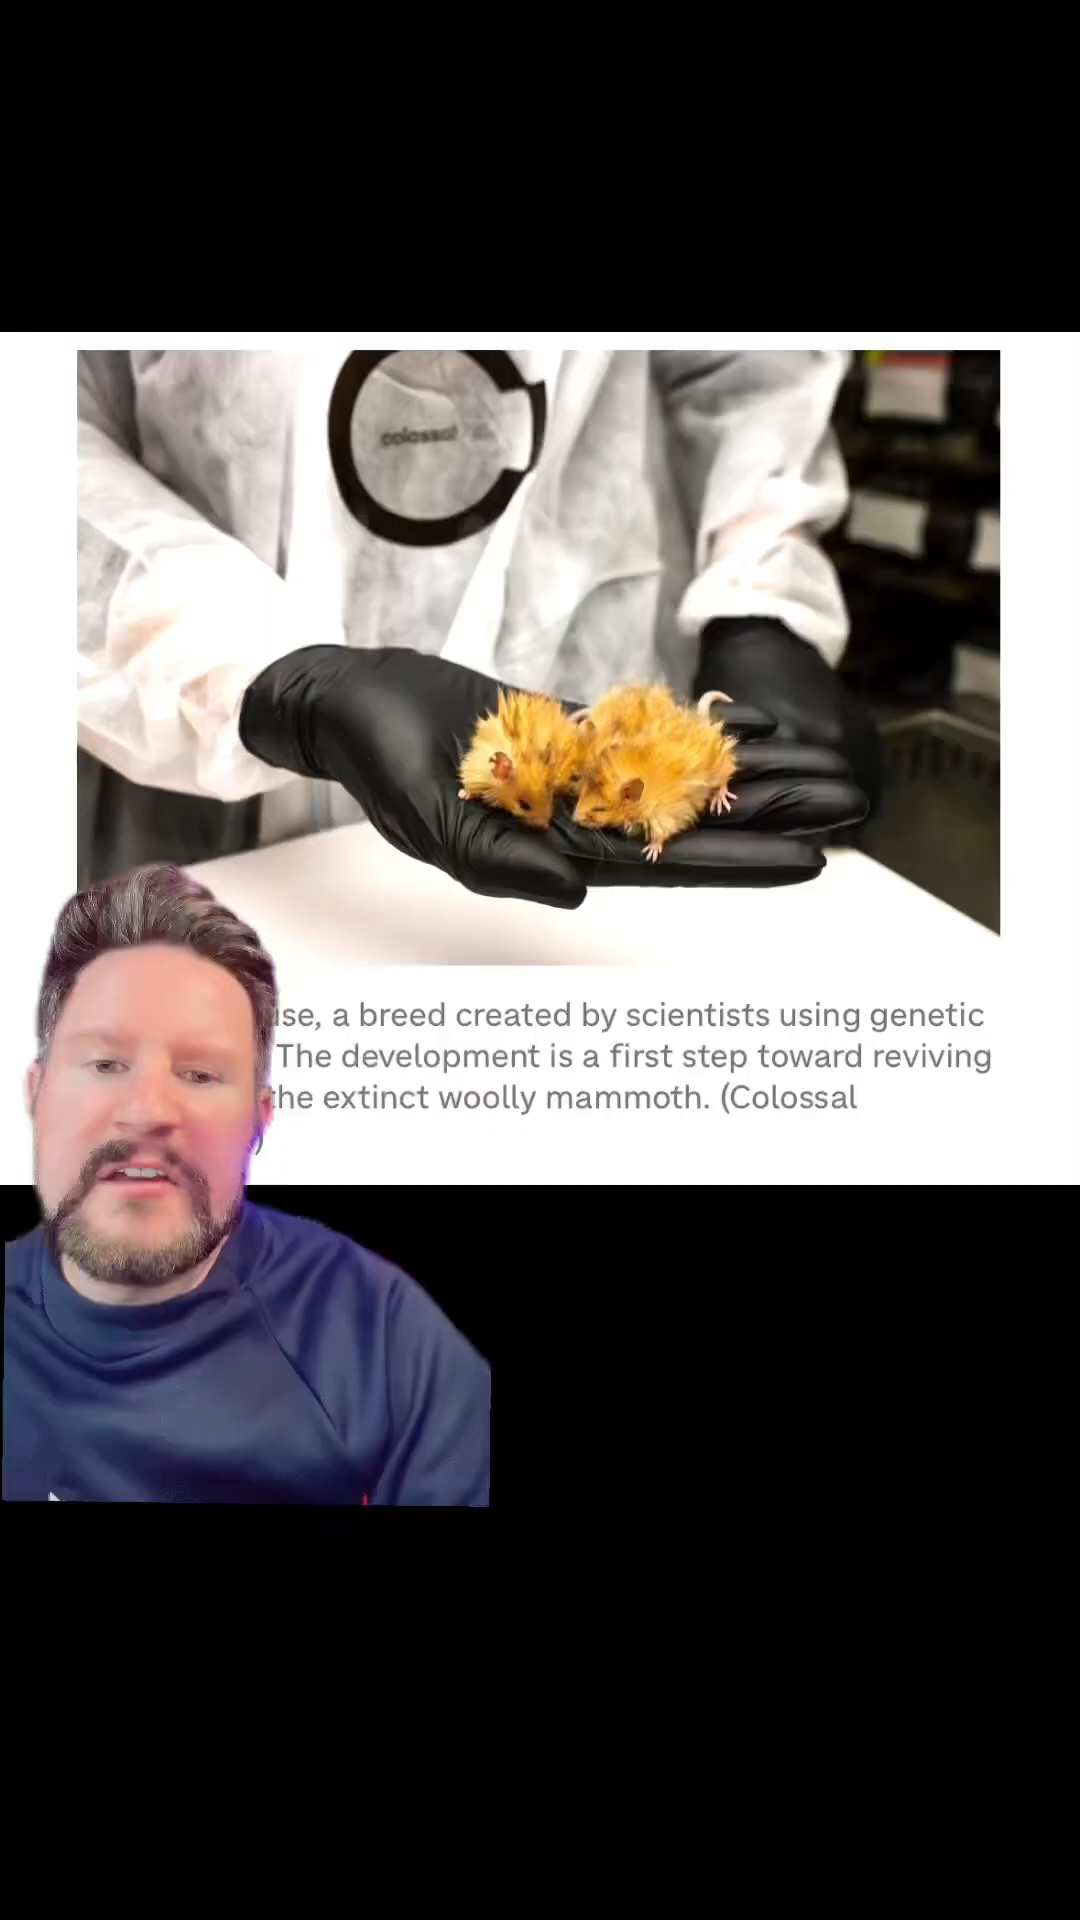 colossal
use, a breed created by scientists using genetic
The development is a first step toward reviving
the extinct woolly mammoth. (Colossal